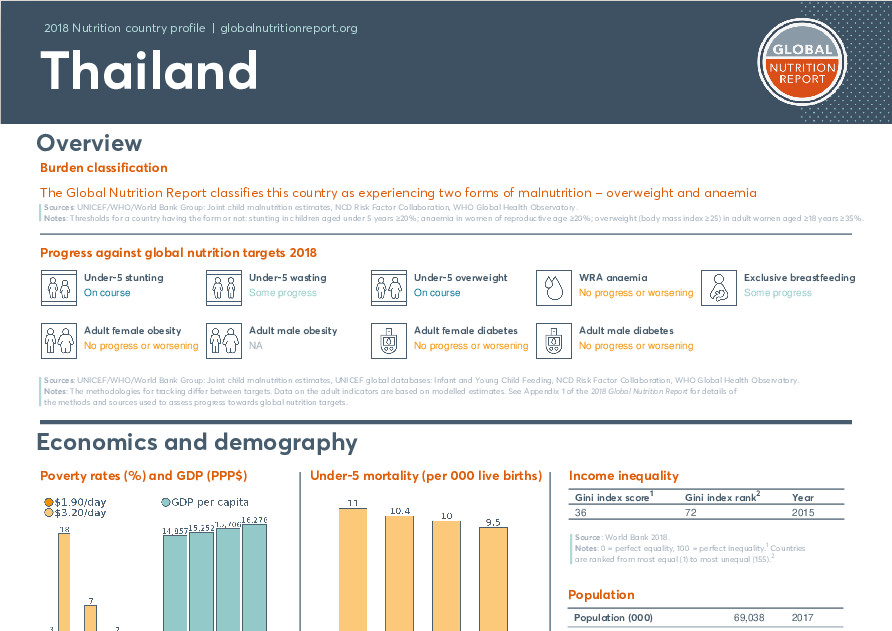 2018 Nutrition country profile | globalnutritionreport.org
Thailand
GLOBAL
NUTRITION
REPORT
Overview
Burden classification
The Global Nutrition Report classifies this country as experiencing two forms of malnutrition – overweight and anaemia
Sources: UNICEF/WHO/World Bank Group: Joint child malnutrition estimates, NCD Risk Factor Collaboration, WHO Global Health Observatory.
Notes: Thresholds for a country having the form or not: stunting in children aged under 5 years ≥20%; anaemia in women of reproductive age ≥20%; overweight (body mass index ≥25) in adult women aged ≥18 years ≥35%.
Progress against global nutrition targets 2018
Under-5 stunting
On course
Under-5 wasting
Some progress
Under-5 overweight
On course
WRA anaemia
No progress or worsening
Exclusive breastfeeding
Some progress
Adult female obesity
No progress or worsening
Adult male obesity
NA
Adult female diabetes
No progress or worsening
Adult male diabetes
No progress or worsening
Sources: UNICEF/WHO/World Bank Group: Joint child malnutrition estimates, UNICEF global databases: Infant and Young Child Feeding, NCD Risk Factor Collaboration, WHO Global Health Observatory.
Notes: The methodologies for tracking differ between targets. Data on the adult indicators are based on modelled estimates. See Appendix 1 of the 2018 Global Nutrition Report for details of
the methods and sources used to assess progress towards global nutrition targets.
Economics and demography
Poverty rates (%) and GDP (PPP$)
$1.90/day
$3.20/day
GDP per capita
18
7
14,957 15,252 15,706 16,278
Under-5 mortality (per 000 live births)
11
10.4
10
9.5
Income inequality
Gini index score1 Gini index rank2 Year
36 72 2015
Source: World Bank 2018.
Notes: 0 = perfect equality, 100 = perfect inequality.1 Countries
are ranked from most equal (1) to most unequal (155).2
Population
Population (000) 69,038 2017